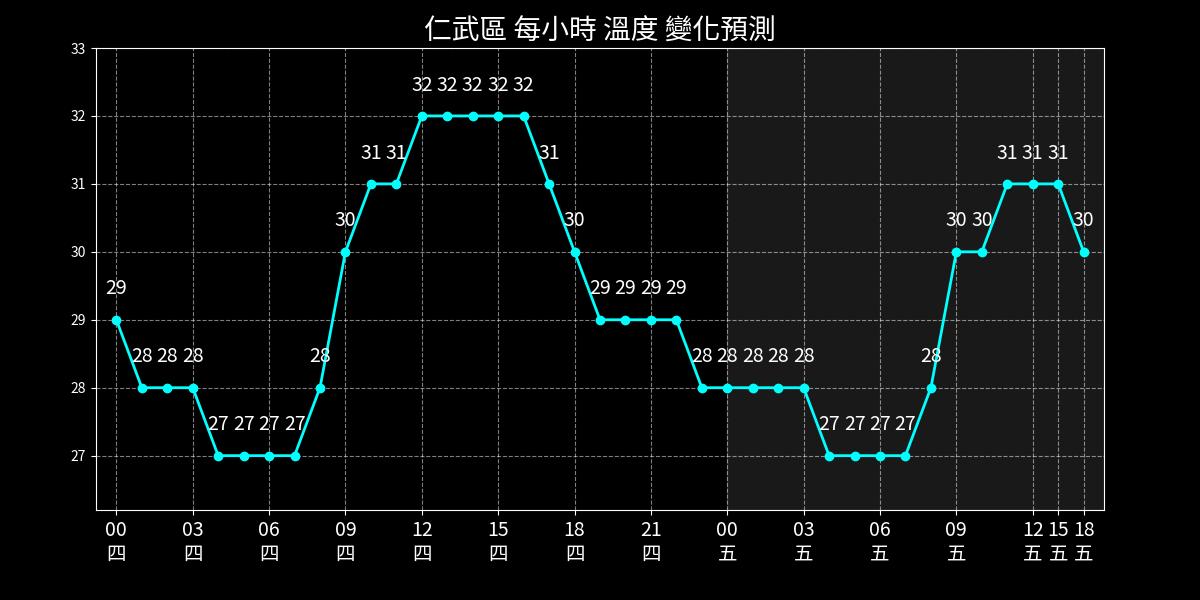 仁武區 每小時 溫度 變化預測
33
32
31
30
29
28
27
32 32 32 32 32
31 31 31 31 31 31
30 30 30 30 30
29 29 29 29 29
28 28 28 28 28 28 28 28 28 28
27 27 27 27 27 27 27 27
00 03 06 09 12 15 18 21 00 03 06 09 12 15 18
四 四 四 四 四 四 四 四 五 五 五 五 五 五 五